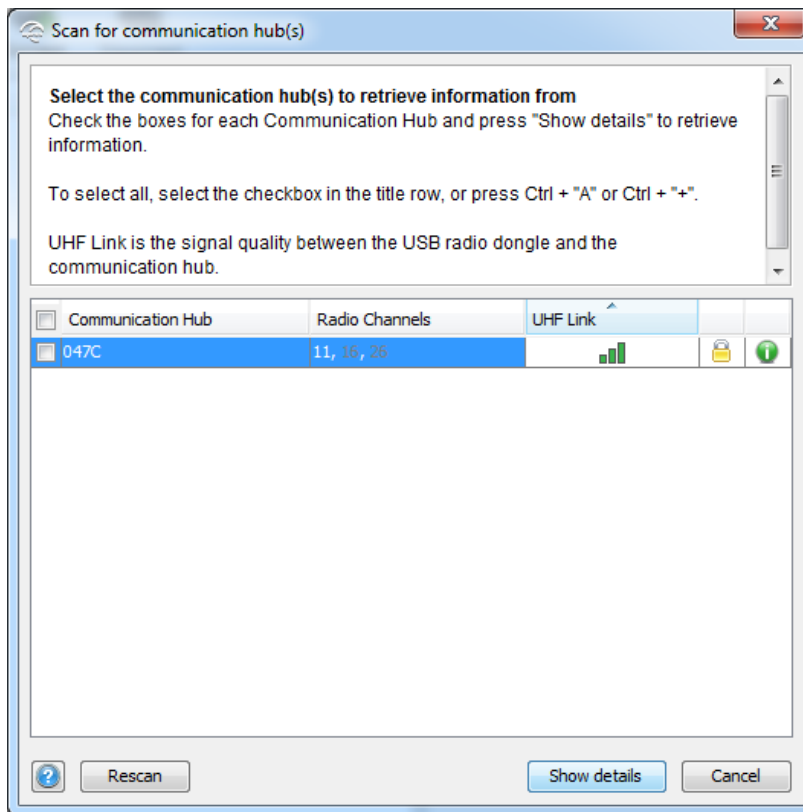 Scan for communication hub(s)
Select the communication hub(s) to retrieve information from
Check the boxes for each Communication Hub and press "Show details" to retrieve
information.
To select all, select the checkbox in the title row, or press Ctrl + "A" or Ctrl + "+".
UHF Link is the signal quality between the USB radio dongle and the
communication hub.
Communication Hub Radio Channels UHF Link
047C 11, 16, 26
Rescan Show details Cancel